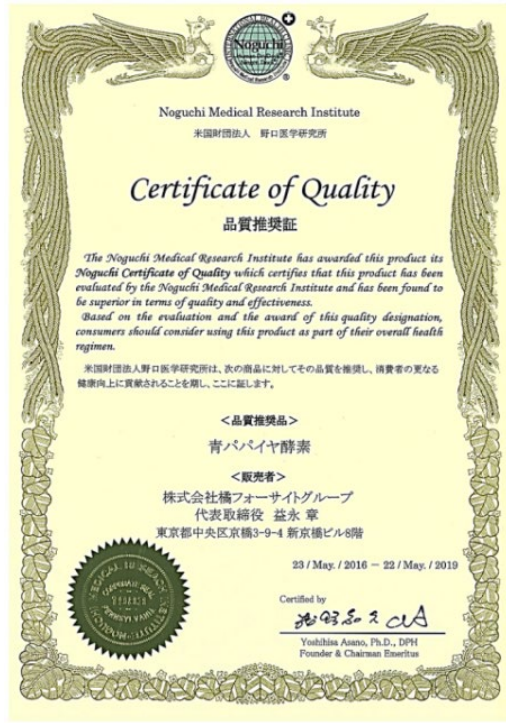 Noguchi
Noguchi Medical Research Institute
米国財団法人 野口医学研究所
Certificate of Quality
品質推奨証
The Noguchi Medical Research Institute has awarded this product its
Noguchi Certificate of Quality which certifies that this product has been
evaluated by the Noguchi Medical Research Institute and has been found to
be superior in terms of quality and effectiveness.
Based on the evaluation and the award of this quality designation,
consumers should consider using this product as part of their overall health
regimen.
米国財団法人野口医学研究所は、次の商品に対してその品質を推奨し、消費者の更なる
健康向上に貢献されることを期し、ここに証します。
<品質推奨品>
青パパイヤ酵素
<販売者>
株式会社橘フォーサイトグループ
代表取締役 益永 章
東京都中央区京橋3-9-4 新京橋ビル8階
23 / May. / 2016 － 22 / May. / 2019
Certified by
Yoshihisa Asano, Ph.D., DPH
Founder & Chairman Emeritus
CORPORATE SEAL
PENNSYLVANIA